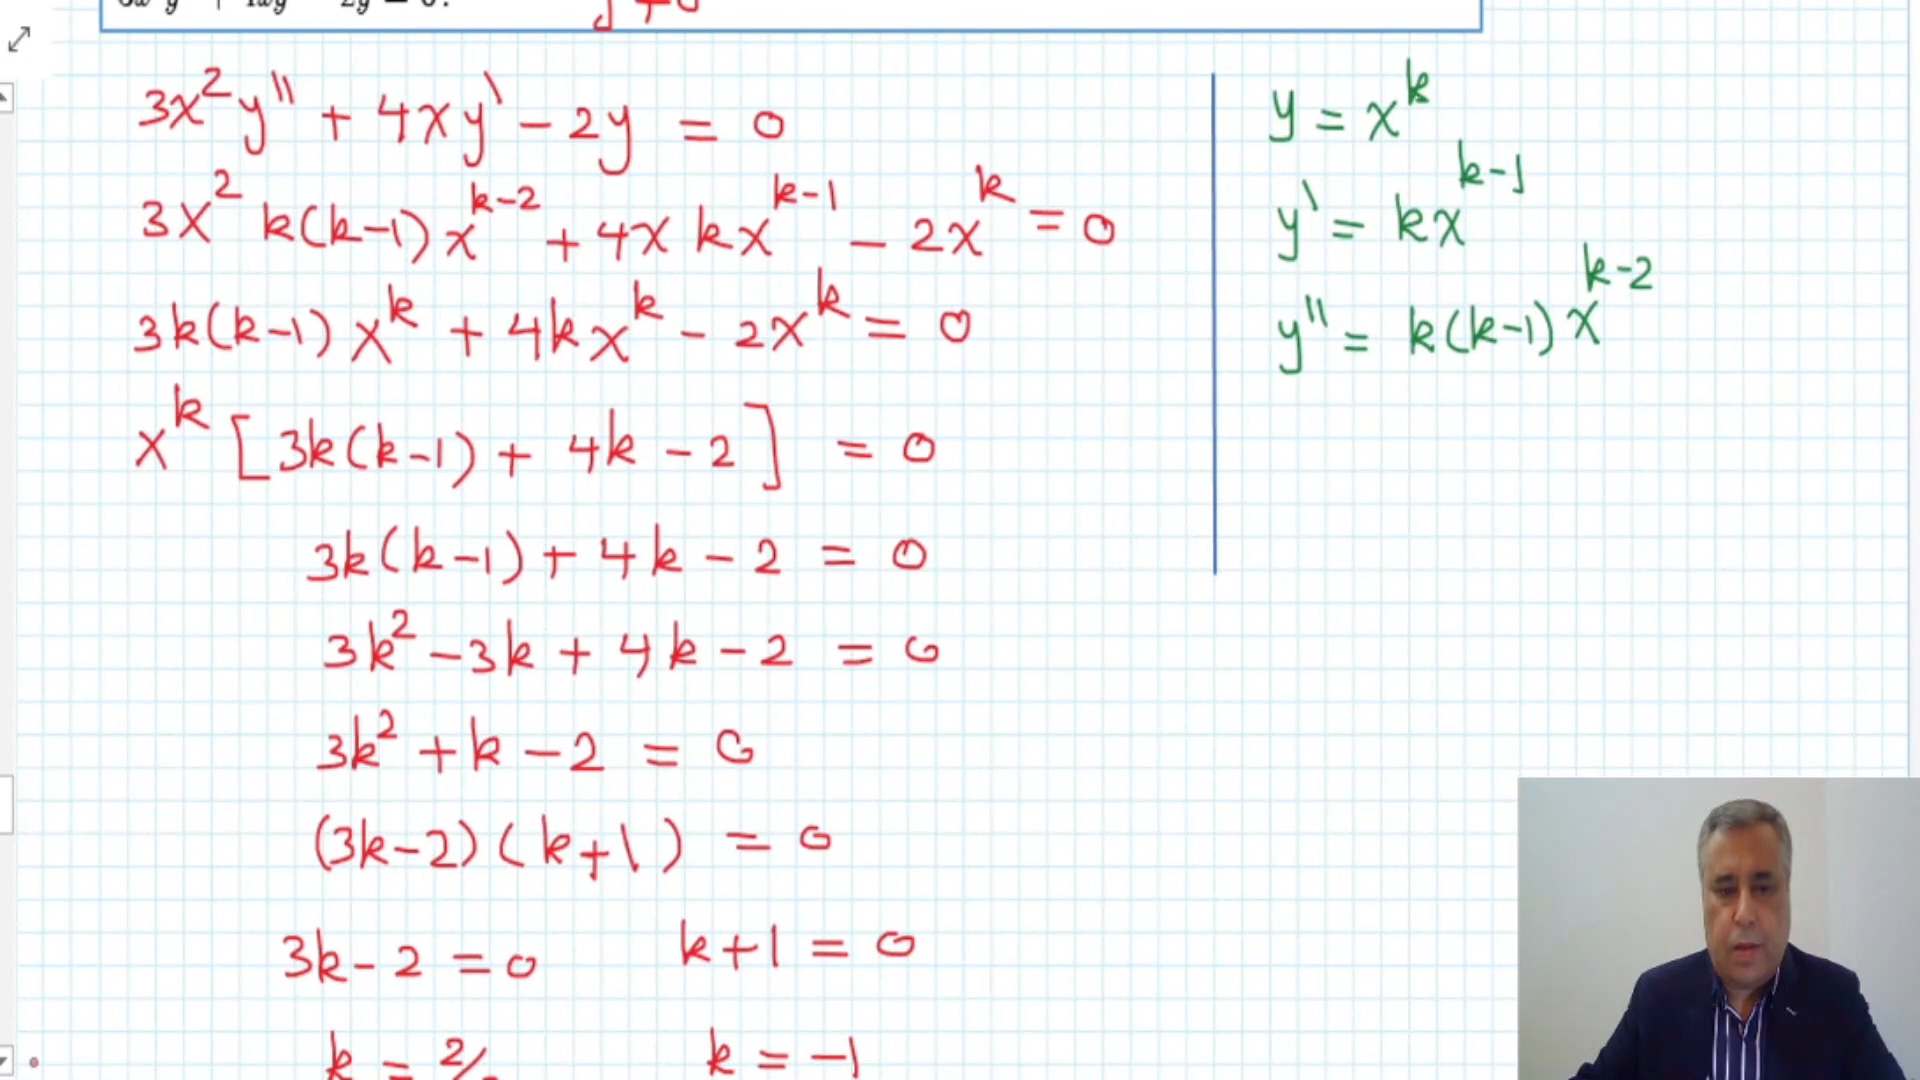 3x² y'' + 4xy' − 2y = 0
3x² k(k−1) x^{k−2} + 4x kx^{k−1} − 2x^k = 0
3k(k−1) x^k + 4kx^k − 2x^k = 0
x^k [3k(k−1) + 4k − 2] = 0
3k(k−1) + 4k − 2 = 0
3k² − 3k + 4k − 2 = 0
3k² + k − 2 = 0
(3k−2)(k+1) = 0
3k − 2 = 0 k+1 = 0
k = 2/ k = −1
y = x^k
y' = kx^{k−1}
y'' = k(k−1) x^{k−2}